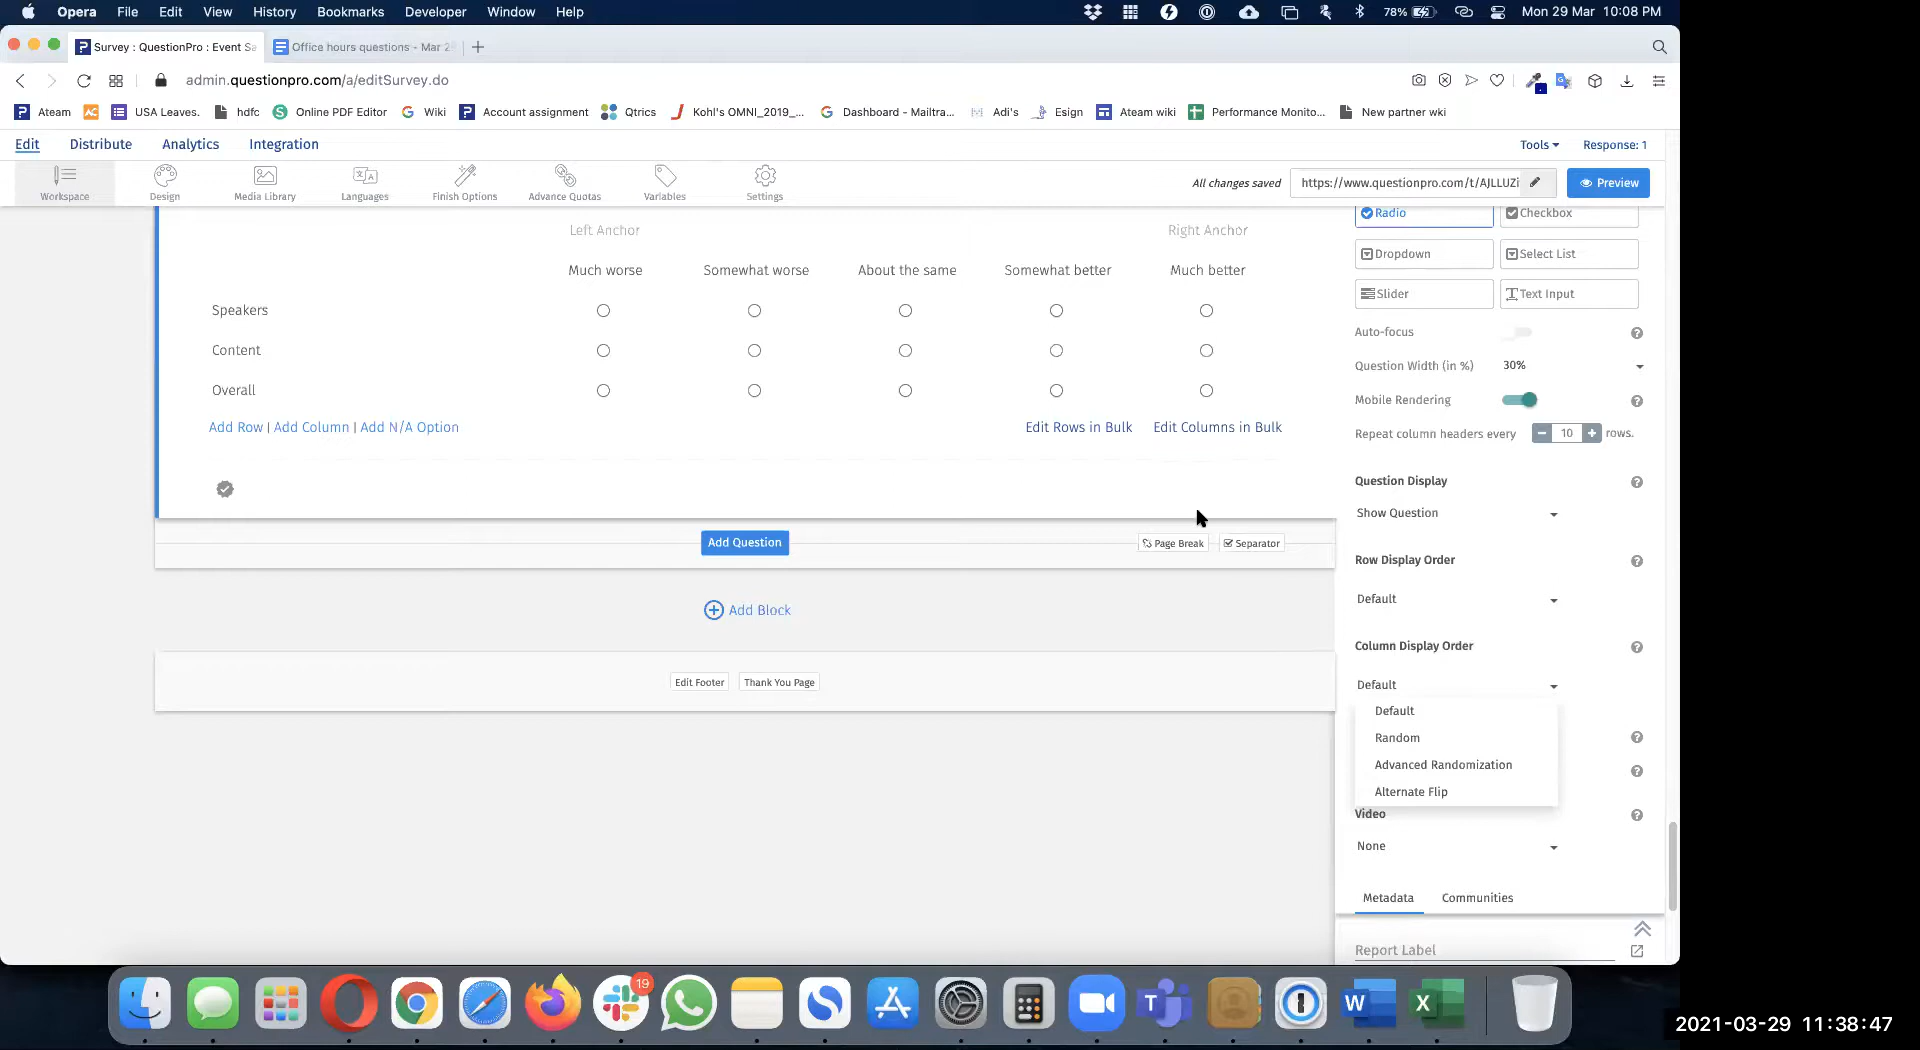 Opera File Edit View History Bookmarks Developer Window Help 78% Mon 29 Mar 10:08 PM
Survey : QuestionPro : Event Sa Office hours questions - Mar 2
admin.questionpro.com/a/editSurvey.do
Ateam USA Leaves. hdfc Online PDF Editor Wiki Account assignment Qtrics Kohl's OMNI_2019_... Dashboard - Mailtra... Adi's Esign Ateam wiki Performance Monito... New partner wki
Edit Distribute Analytics Integration Tools Response: 1
Workspace Design Media Library Languages Finish Options Advance Quotas Variables Settings
All changes saved https://www.questionpro.com/t/AJLLUZi Preview
Radio Checkbox
Left Anchor Right Anchor
Dropdown Select List
Much worse Somewhat worse About the same Somewhat better Much better
Slider Text Input
Speakers
Auto-focus
Content
Question Width (in %) 30%
Overall
Mobile Rendering
Add Row | Add Column | Add N/A Option Edit Rows in Bulk Edit Columns in Bulk
Repeat column headers every 10 rows.
Question Display
Show Question
Add Question Page Break Separator
Row Display Order
Default
Add Block
Column Display Order
Edit Footer Thank You Page
Default
Default
Random
Advanced Randomization
Alternate Flip
Video
None
Metadata Communities
Report Label
19
2021-03-29 11:38:47